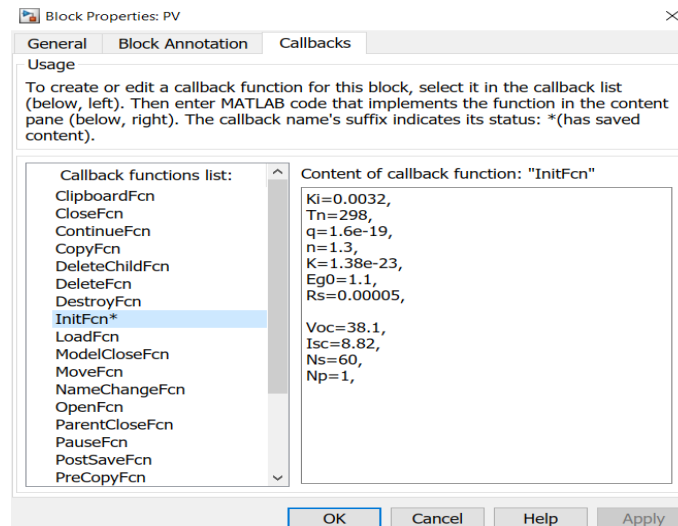 Block Properties: PV
General Block Annotation Callbacks
Usage
To create or edit a callback function for this block, select it in the callback list
(below, left). Then enter MATLAB code that implements the function in the content
pane (below, right). The callback name's suffix indicates its status: *(has saved
content).
Callback functions list:
ClipboardFcn
CloseFcn
ContinueFcn
CopyFcn
DeleteChildFcn
DeleteFcn
DestroyFcn
InitFcn*
LoadFcn
ModelCloseFcn
MoveFcn
NameChangeFcn
OpenFcn
ParentCloseFcn
PauseFcn
PostSaveFcn
PreCopyFcn
Content of callback function: "InitFcn"
Ki=0.0032,
Tn=298,
q=1.6e-19,
n=1.3,
K=1.38e-23,
Eg0=1.1,
Rs=0.00005,
Voc=38.1,
Isc=8.82,
Ns=60,
Np=1,
OK Cancel Help Apply